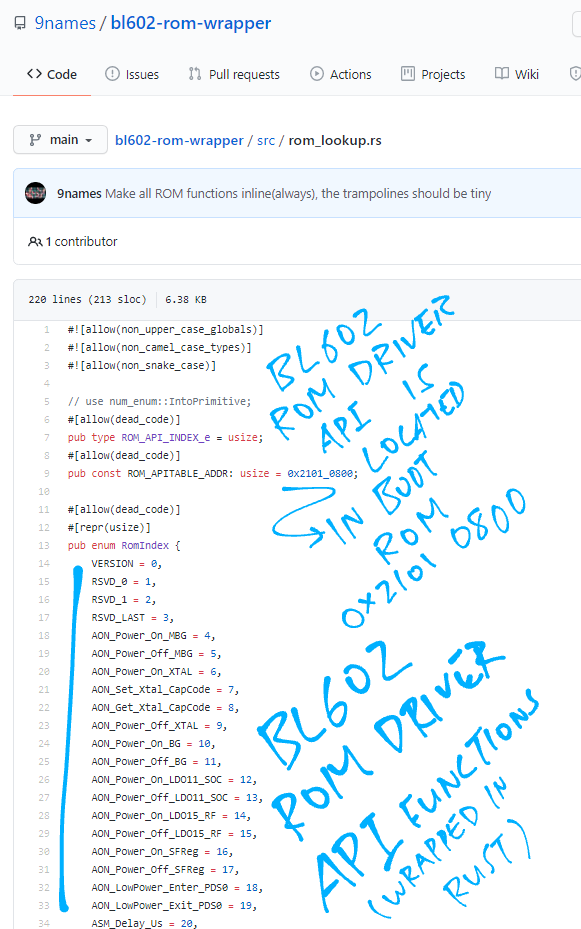 9names / bl602-rom-wrapper
Code Issues Pull requests Actions Projects Wiki
main bl602-rom-wrapper / src / rom_lookup.rs
9names Make all ROM functions inline(always), the trampolines should be tiny
1 contributor
220 lines (213 sloc) 6.38 KB
1 #![allow(non_upper_case_globals)]
2 #![allow(non_camel_case_types)]
3 #![allow(non_snake_case)]
4
5 // use num_enum::IntoPrimitive;
6 #[allow(dead_code)]
7 pub type ROM_API_INDEX_e = usize;
8 #[allow(dead_code)]
9 pub const ROM_APITABLE_ADDR: usize = 0x2101_0800;
10
11 #[allow(dead_code)]
12 #[repr(usize)]
13 pub enum RomIndex {
14 VERSION = 0,
15 RSVD_0 = 1,
16 RSVD_1 = 2,
17 RSVD_LAST = 3,
18 AON_Power_On_MBG = 4,
19 AON_Power_Off_MBG = 5,
20 AON_Power_On_XTAL = 6,
21 AON_Set_Xtal_CapCode = 7,
22 AON_Get_Xtal_CapCode = 8,
23 AON_Power_Off_XTAL = 9,
24 AON_Power_On_BG = 10,
25 AON_Power_Off_BG = 11,
26 AON_Power_On_LDO11_SOC = 12,
27 AON_Power_Off_LDO11_SOC = 13,
28 AON_Power_On_LDO15_RF = 14,
29 AON_Power_Off_LDO15_RF = 15,
30 AON_Power_On_SFReg = 16,
31 AON_Power_Off_SFReg = 17,
32 AON_LowPower_Enter_PDS0 = 18,
33 AON_LowPower_Exit_PDS0 = 19,
34 ASM_Delay_Us = 20,
BL602
ROM DRIVER
API IS
LOCATED
IN BOOT
ROM
0x2101 0800
BL602
ROM DRIVER
API FUNCTIONS
(WRAPPED IN
RUST)